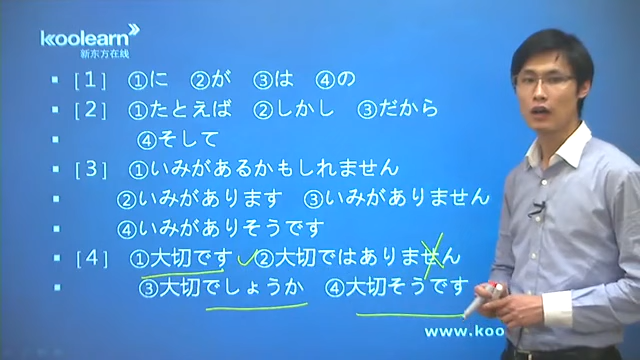 koolearn
新东方在线
[1] ①に ②が ③は ④の
[2] ①たとえば ②しかし ③だから
④そして
[3] ①いみがあるかもしれません
②いみがあります ③いみがありません
④いみがありそうです
[4] ①大切です ②大切ではありません
③大切でしょうか ④大切そうです
www.koo